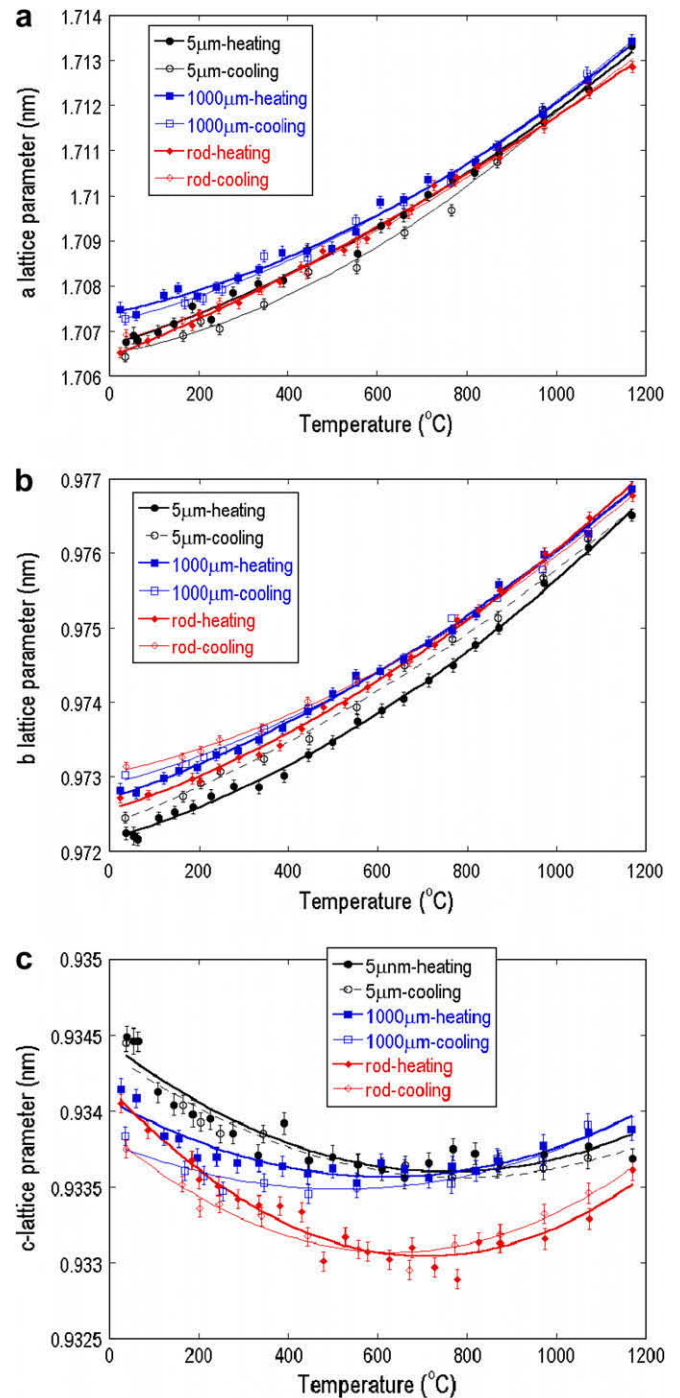 a
1.714
1.713
1.712
1.711
1.71
1.709
1.708
1.707
1.706
a lattice parameter (nm)
5μm-heating
5μm-cooling
1000μm-heating
1000μm-cooling
rod-heating
rod-cooling
0 200 400 600 800 1000 1200
Temperature (°C)
b
0.977
0.976
0.975
0.974
0.973
0.972
b lattice parameter (nm)
5μm-heating
5μm-cooling
1000μm-heating
1000μm-cooling
rod-heating
rod-cooling
0 200 400 600 800 1000 1200
Temperature (°C)
c
0.935
0.9345
0.934
0.9335
0.933
0.9325
c-lattice prameter (nm)
5μnm-heating
5μm-cooling
1000μm-heating
1000μm-cooling
rod-heating
rod-cooling
0 200 400 600 800 1000 1200
Temperature (°C)